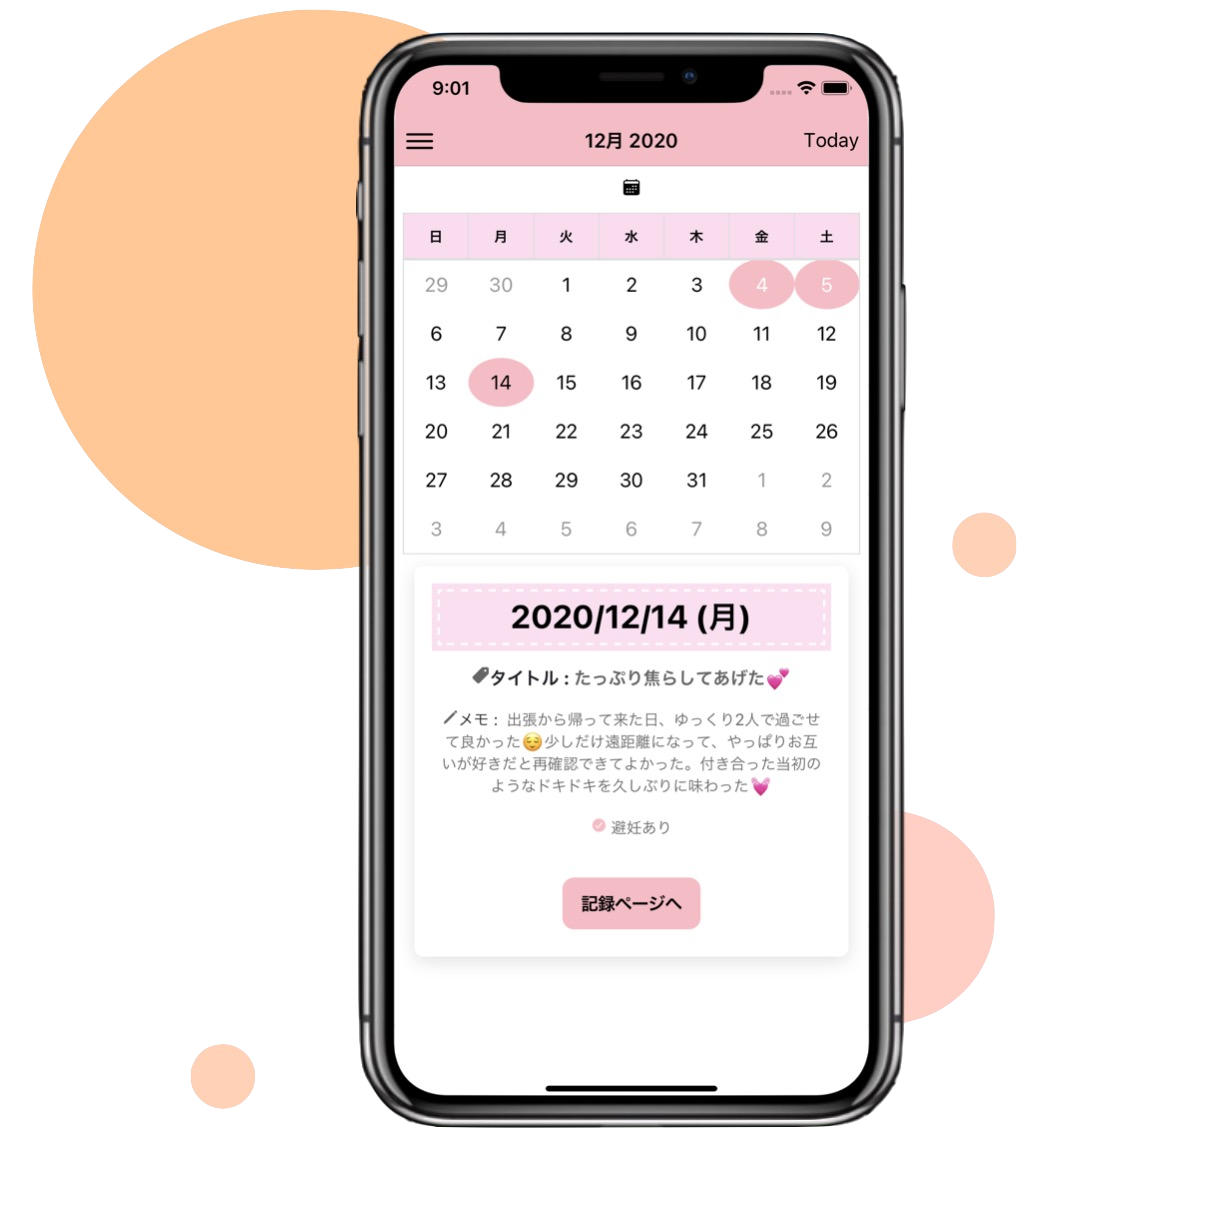 9:01
12月 2020 Today
日 月 火 水 木 金 土
29 30 1 2 3 4 5
6 7 8 9 10 11 12
13 14 15 16 17 18 19
20 21 22 23 24 25 26
27 28 29 30 31 1 2
3 4 5 6 7 8 9
2020/12/14 (月)
タイトル : たっぷり焦らしてあげた💕
メモ : 出張から帰って来た日、ゆっくり2人で過ごせ
て良かった😌少しだけ遠距離になって、やっぱりお互
いが好きだと再確認できてよかった。付き合った当初の
ようなドキドキを久しぶりに味わった💓
避妊あり
記録ページへ